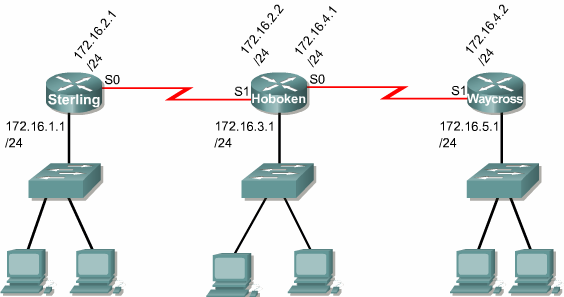 172.16.2.1
/24
172.16.2.2
/24
172.16.4.1
/24
172.16.4.2
/24
S0
Sterling
S1
Hoboken
S0
S1
Waycross
172.16.1.1
/24
172.16.3.1
/24
172.16.5.1
/24